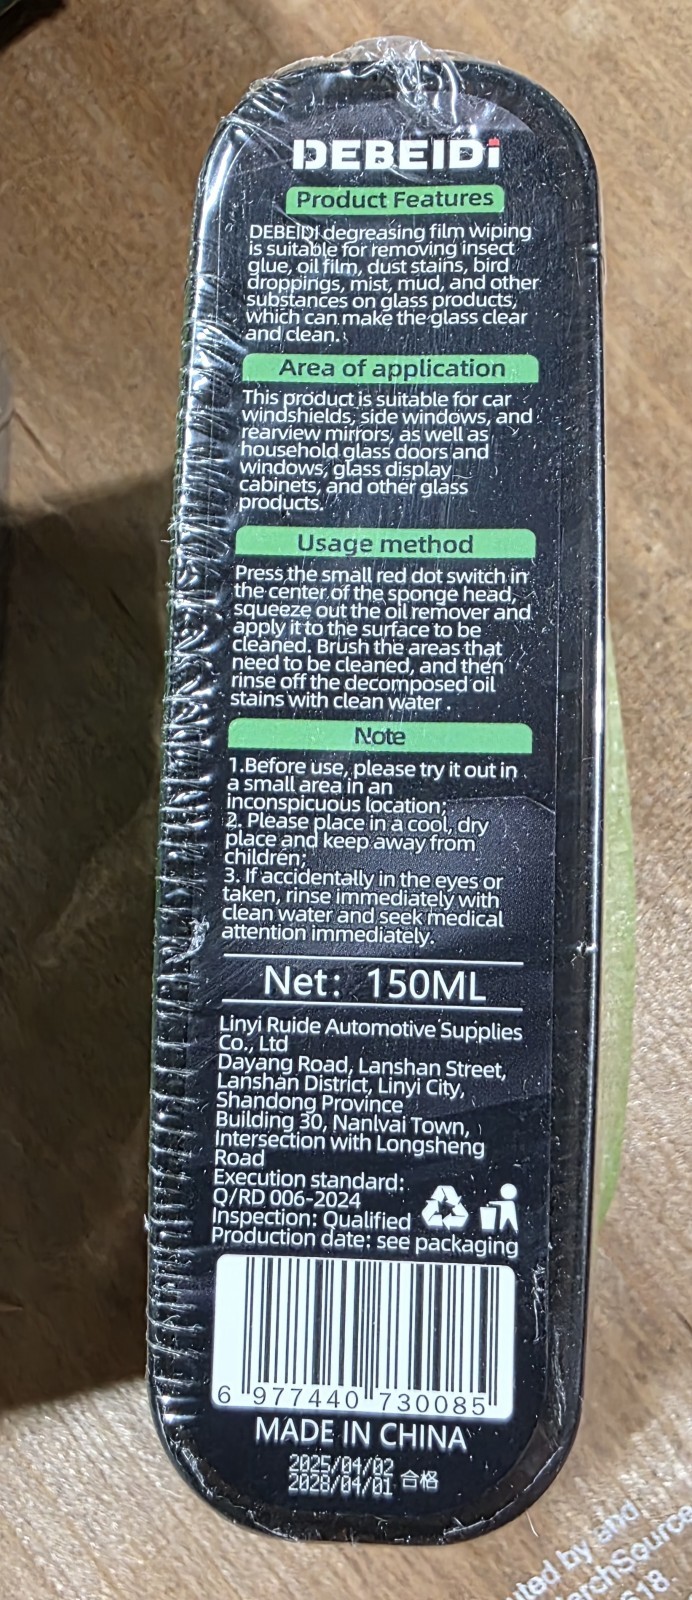 DEBEIDi
Product Features
DEBEIDI degreasing film wiping
is suitable for removing insect
glue, oil film, dust stains, bird
droppings, mist, mud, and other
substances on glass products,
which can make the glass clear
and clean.
Area of application
This product is suitable for car
windshields, side windows, and
rearview mirrors, as well as
household glass doors and
windows, glass display
cabinets, and other glass
products.
Usage method
Press the small red dot switch in
the center of the sponge head,
squeeze out the oil remover and
apply it to the surface to be
cleaned. Brush the areas that
need to be cleaned, and then
rinse off the decomposed oil
stains with clean water .
Note
1.Before use, please try it out in
a small area in an
inconspicuous location;
2. Please place in a cool, dry
place and keep away from
children;
3. If accidentally in the eyes or
taken, rinse immediately with
clean water and seek medical
attention immediately.
Net: 150ML
Linyi Ruide Automotive Supplies
Co., Ltd
Dayang Road, Lanshan Street,
Lanshan District, Linyi City,
Shandong Province
Building 30, Nanlvai Town,
Intersection with Longsheng
Road
Execution standard:
Q/RD 006-2024
Inspection: Qualified
Production date: see packaging
6 977440 730085
MADE IN CHINA
2025/04/02
2028/04/01 合格
by and